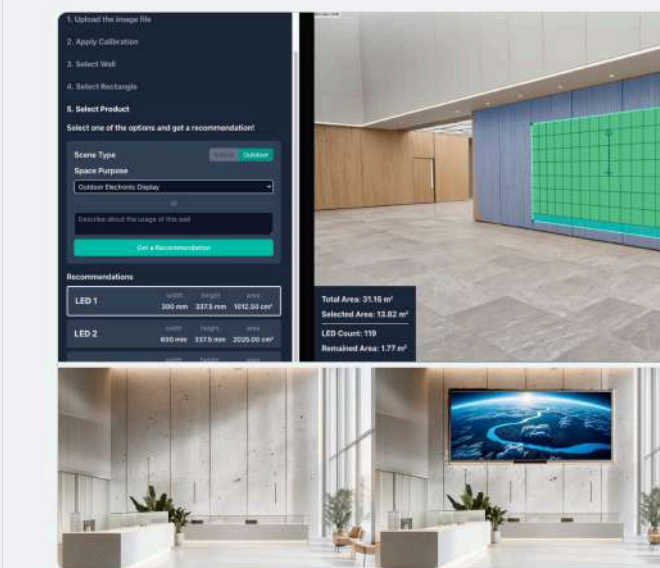 1. Upload the image file
2. Apply Calibration
3. Select Wall
4. Select Rectangle
5. Select Product
Select one of the options and get a recommendation!
Scene Type
Outdoor
Space Purpose
Outdoor Electronic Display
or
Describe about the usage of this wall
Get a Recommendation
Recommendations
LED 1
width height area
300 mm 337.5 mm 1012.50 cm²
LED 2
width height area
600 mm 337.5 mm 2025.00 cm²
width height area
Total Area: 31.16 m²
Selected Area: 13.82 m²
LED Count: 119
Remained Area: 1.77 m²